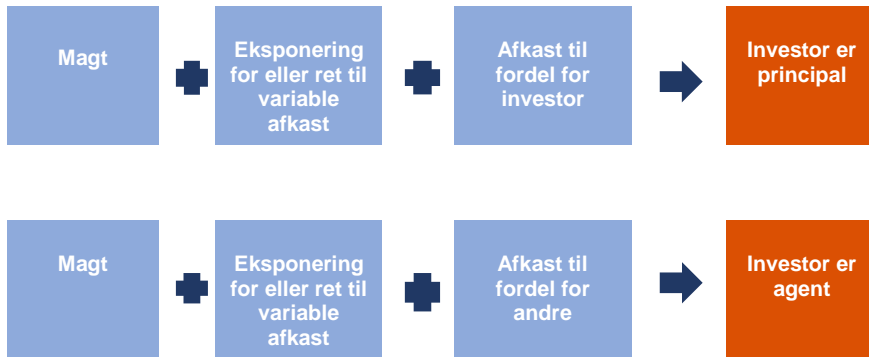 Magt
Eksponering
for eller ret til
variable
afkast
Afkast til
fordel for
investor
Investor er
principal
Magt
Eksponering
for eller ret til
variable
afkast
Afkast til
fordel for
andre
Investor er
agent